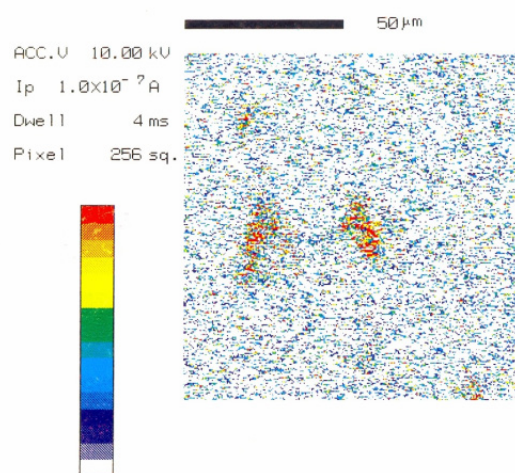 50 µm
ACC.V 10.00 kV
Ip 1.0X10⁻⁷ A
Dwell 4 ms
Pixel 256 sq.